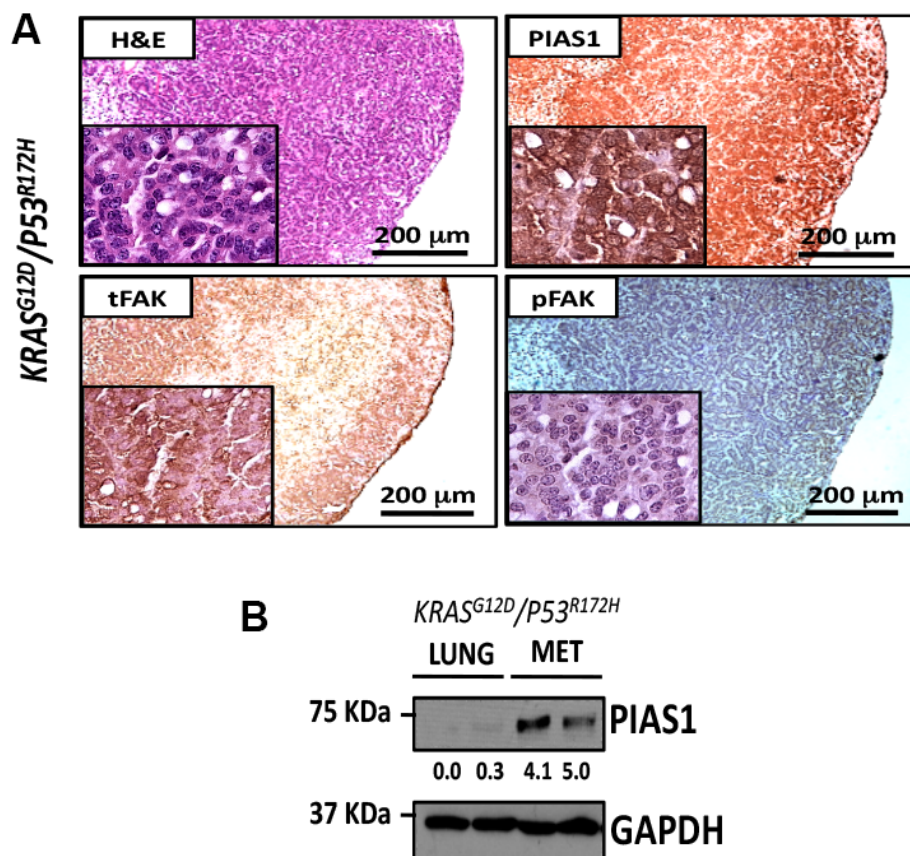 A
KRAS^G12D/P53^R172H
H&E
200 μm
PIAS1
200 μm
tFAK
200 μm
pFAK
200 μm
B
KRAS^G12D/P53^R172H
LUNG MET
75 KDa
PIAS1
0.0 0.3 4.1 5.0
37 KDa
GAPDH